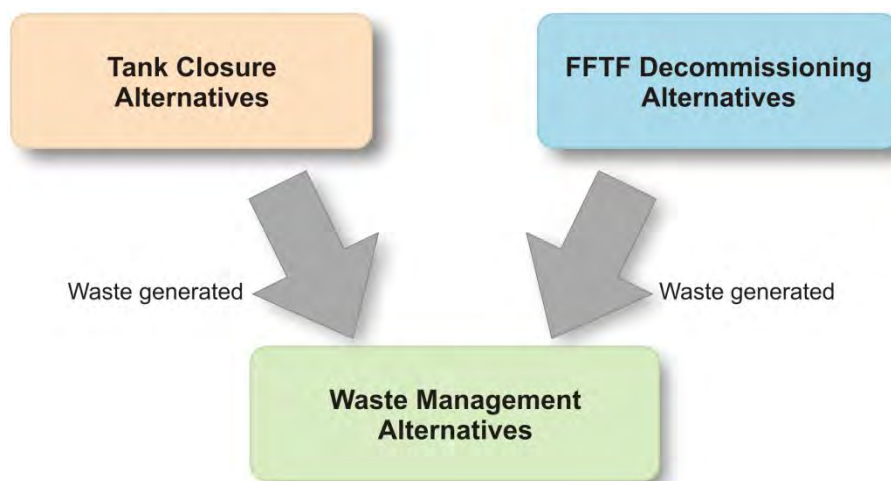 Tank Closure
Alternatives
FFTF Decommissioning
Alternatives
Waste generated
Waste generated
Waste Management
Alternatives